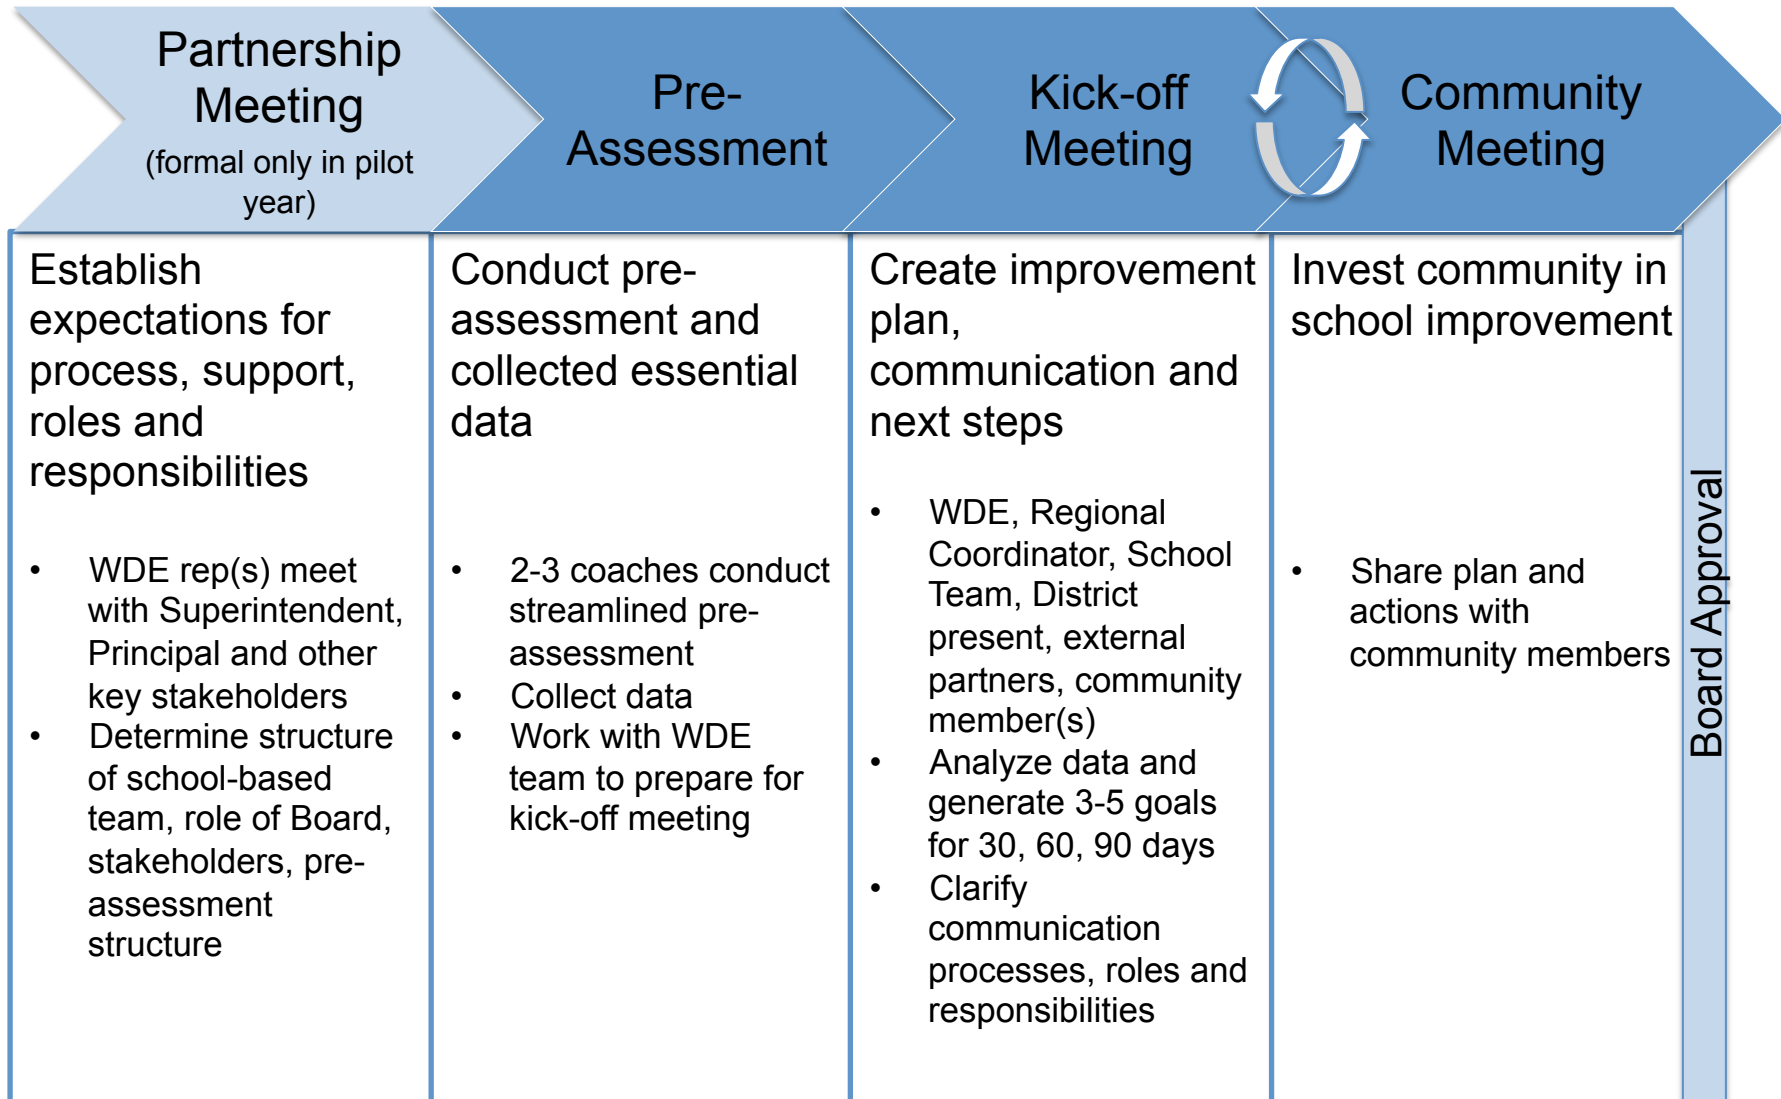 Partnership
Meeting
(formal only in pilot
year)
Pre-
Assessment
Kick-off
Meeting
Community
Meeting
Establish
expectations for
process, support,
roles and
responsibilities
• WDE rep(s) meet
with Superintendent,
Principal and other
key stakeholders
• Determine structure
of school-based
team, role of Board,
stakeholders, pre-
assessment
structure
Conduct pre-
assessment and
collected essential
data
• 2-3 coaches conduct
streamlined pre-
assessment
• Collect data
• Work with WDE
team to prepare for
kick-off meeting
Create improvement
plan,
communication and
next steps
• WDE, Regional
Coordinator, School
Team, District
present, external
partners, community
member(s)
• Analyze data and
generate 3-5 goals
for 30, 60, 90 days
• Clarify
communication
processes, roles and
responsibilities
Invest community in
school improvement
• Share plan and
actions with
community members
Board Approval